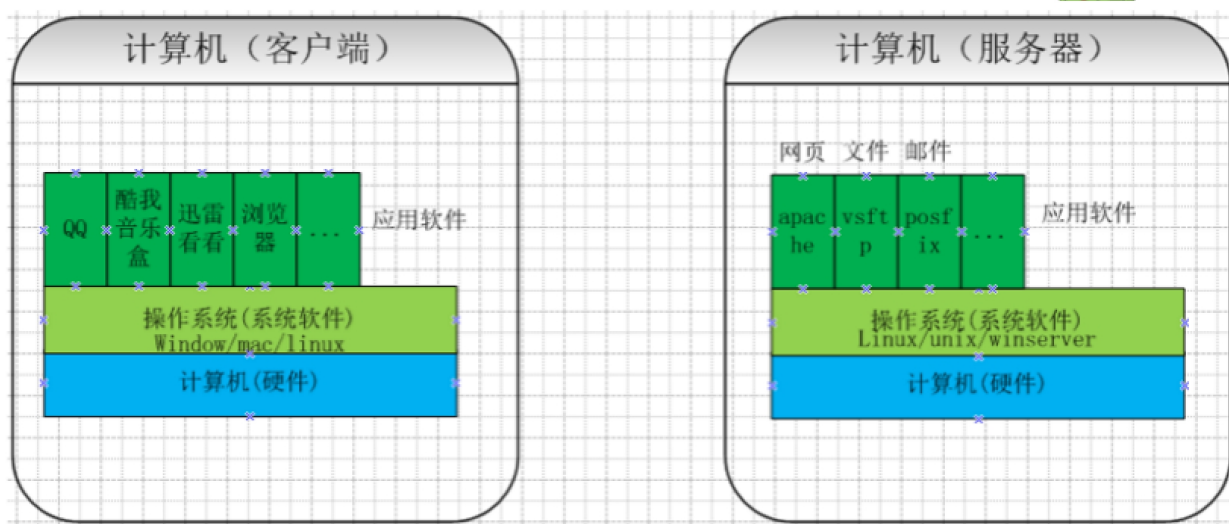 计算机（客户端）
QQ
酷我
音乐
盒
迅雷
看看
浏览
器
...
应用软件
操作系统(系统软件)
Window/mac/linux
计算机(硬件)
计算机（服务器）
网页 文件 邮件
apac
he
vsft
p
posf
ix
...
应用软件
操作系统(系统软件)
Linux/unix/winserver
计算机(硬件)